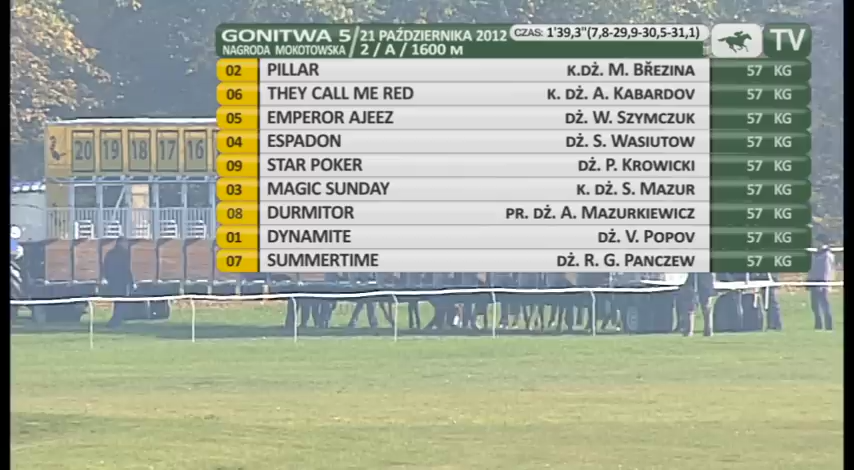 GONITWA 5/21 PAŹDZIERNIKA 2012 CZAS: 1'39,3"(7,8-29,9-30,5-31,1) TV
NAGRODA MOKOTOWSKA / 2 / A / 1600 M
02 PILLAR K.DŻ. M. BŘEZINA 57 KG
06 THEY CALL ME RED K. DŻ. A. KABARDOV 57 KG
05 EMPEROR AJEEZ DŻ. W. SZYMCZUK 57 KG
04 ESPADON DŻ. S. WASIUTOW 57 KG
09 STAR POKER DŻ. P. KROWICKI 57 KG
03 MAGIC SUNDAY K. DŻ. S. MAZUR 57 KG
08 DURMITOR PR. DŻ. A. MAZURKIEWICZ 57 KG
01 DYNAMITE DŻ. V. POPOV 57 KG
07 SUMMERTIME DŻ. R. G. PANCZEW 57 KG
20 19 18 17 16